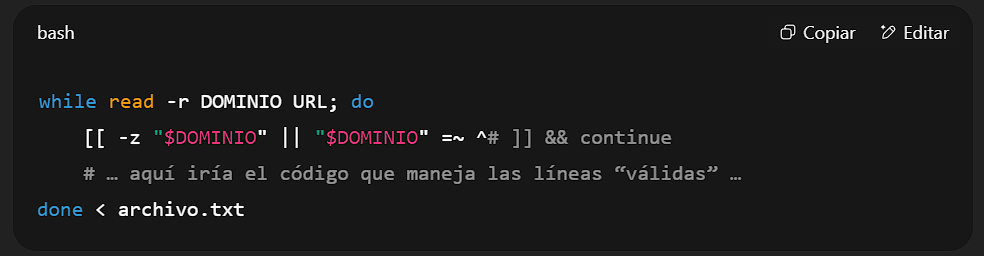 bash Copiar Editar
while read -r DOMINIO URL; do
[[ -z "$DOMINIO" || "$DOMINIO" =~ ^# ]] && continue
# … aquí iría el código que maneja las líneas “válidas” …
done < archivo.txt